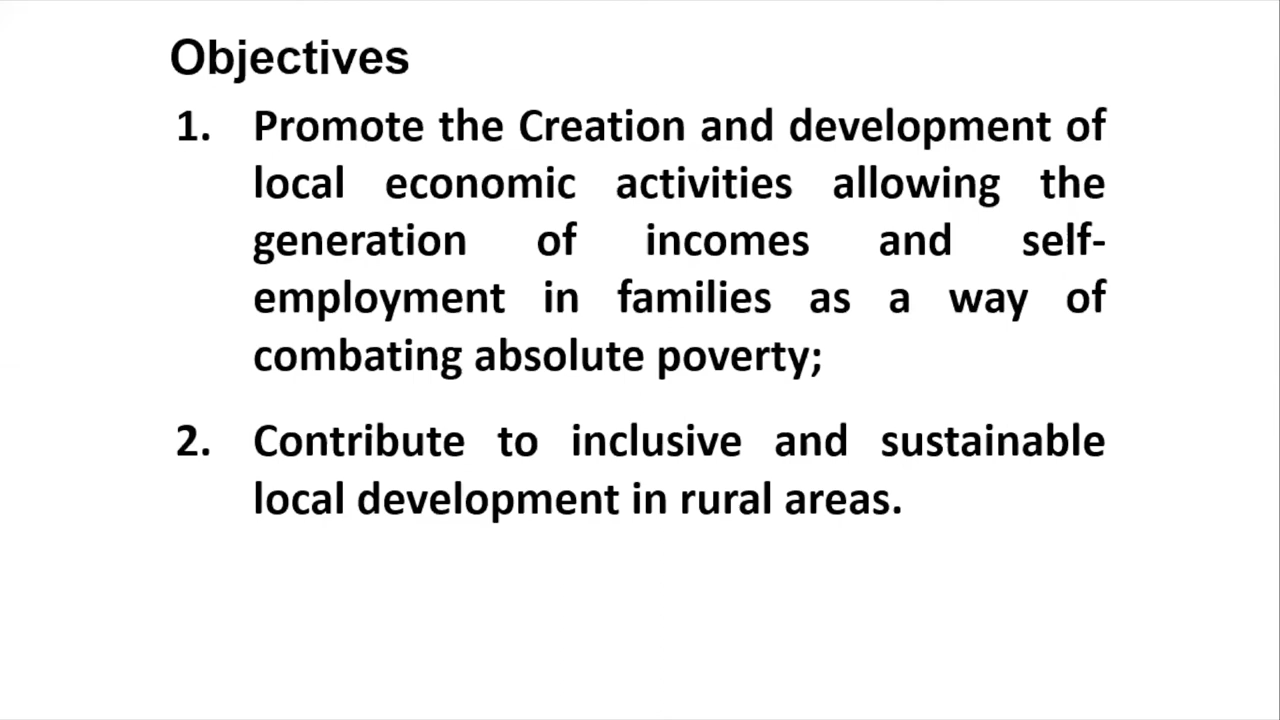 Objectives
1. Promote the Creation and development of
local economic activities allowing the
generation of incomes and self-
employment in families as a way of
combating absolute poverty;
2. Contribute to inclusive and sustainable
local development in rural areas.